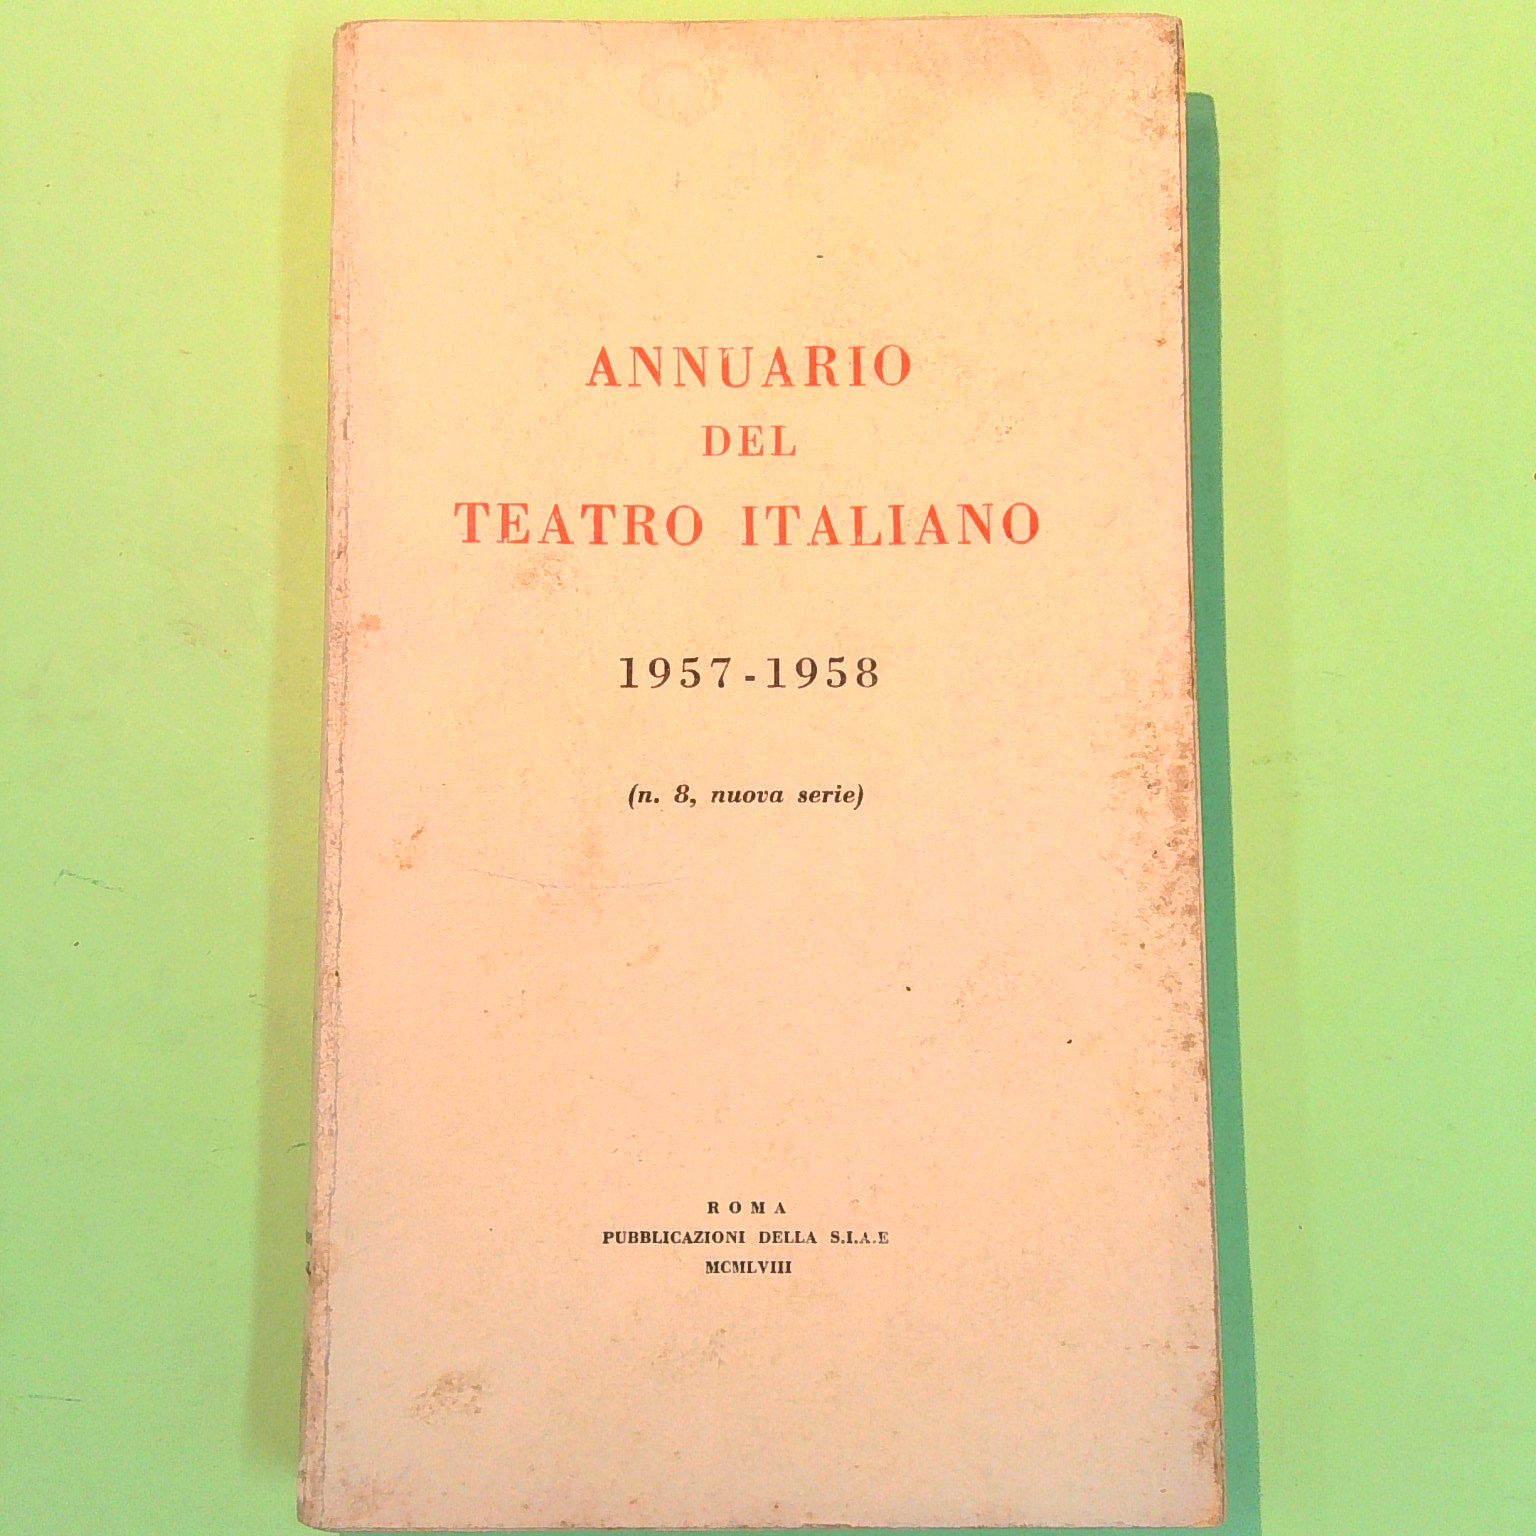 ANNUARIO
DEL
TEATRO ITALIANO
1957-1958
(n. 8, nuova serie)
ROMA
PUBBLICAZIONI DELLA S.I.A.E
MCMLVIII